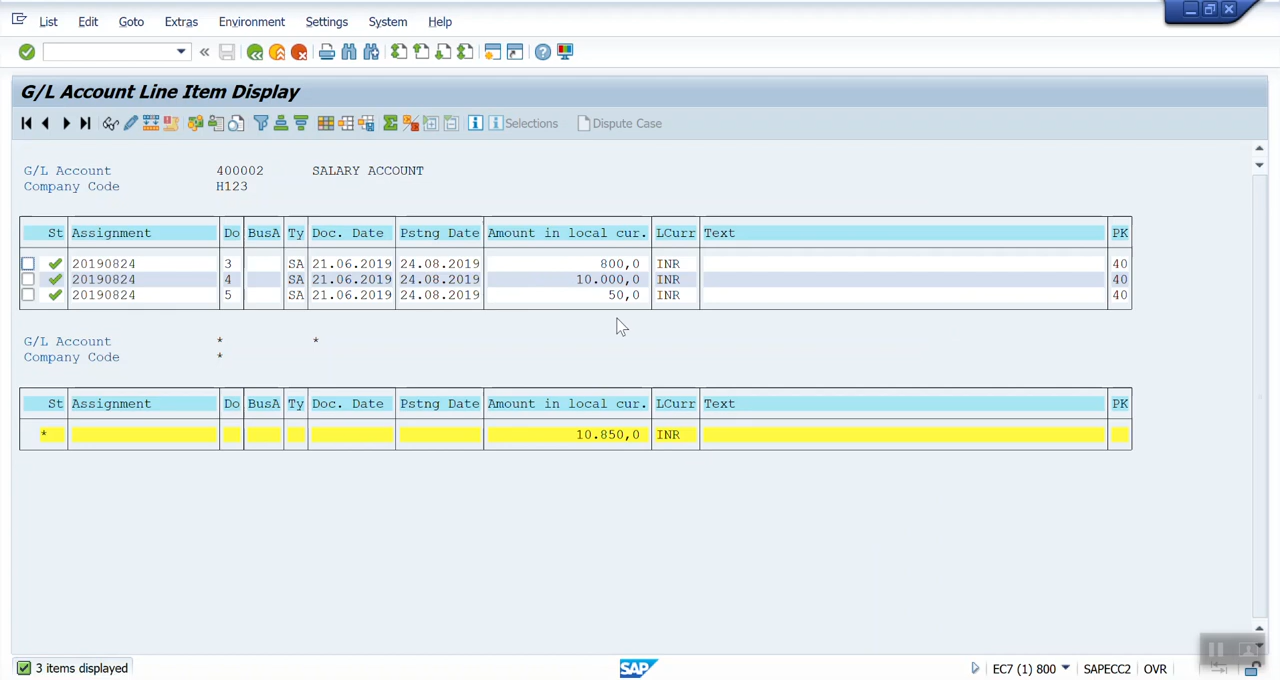 List Edit Goto Extras Environment Settings System Help
G/L Account Line Item Display
Selections Dispute Case
G/L Account 400002 SALARY ACCOUNT
Company Code H123
St Assignment Do BusA Ty Doc. Date Pstng Date Amount in local cur. LCurr Text PK
20190824 3 SA 21.06.2019 24.08.2019 800,0 INR 40
20190824 4 SA 21.06.2019 24.08.2019 10.000,0 INR 40
20190824 5 SA 21.06.2019 24.08.2019 50,0 INR 40
G/L Account * *
Company Code *
St Assignment Do BusA Ty Doc. Date Pstng Date Amount in local cur. LCurr Text PK
* 10.850,0 INR
3 items displayed SAP EC7 (1) 800 SAPECC2 OVR